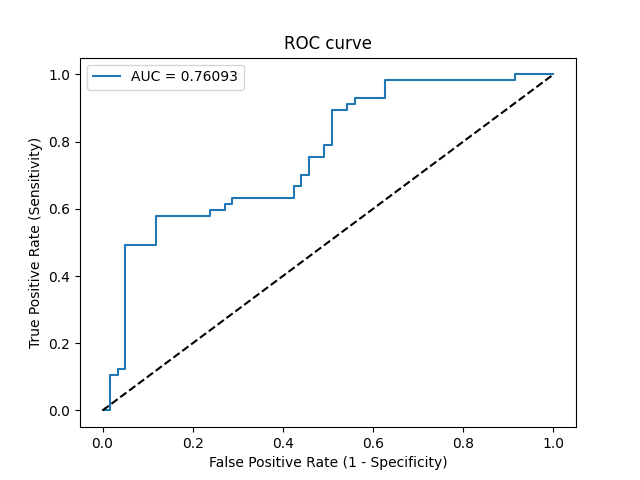 ROC curve
AUC = 0.76093
True Positive Rate (Sensitivity)
1.0
0.8
0.6
0.4
0.2
0.0
0.0 0.2 0.4 0.6 0.8 1.0
False Positive Rate (1 - Specificity)